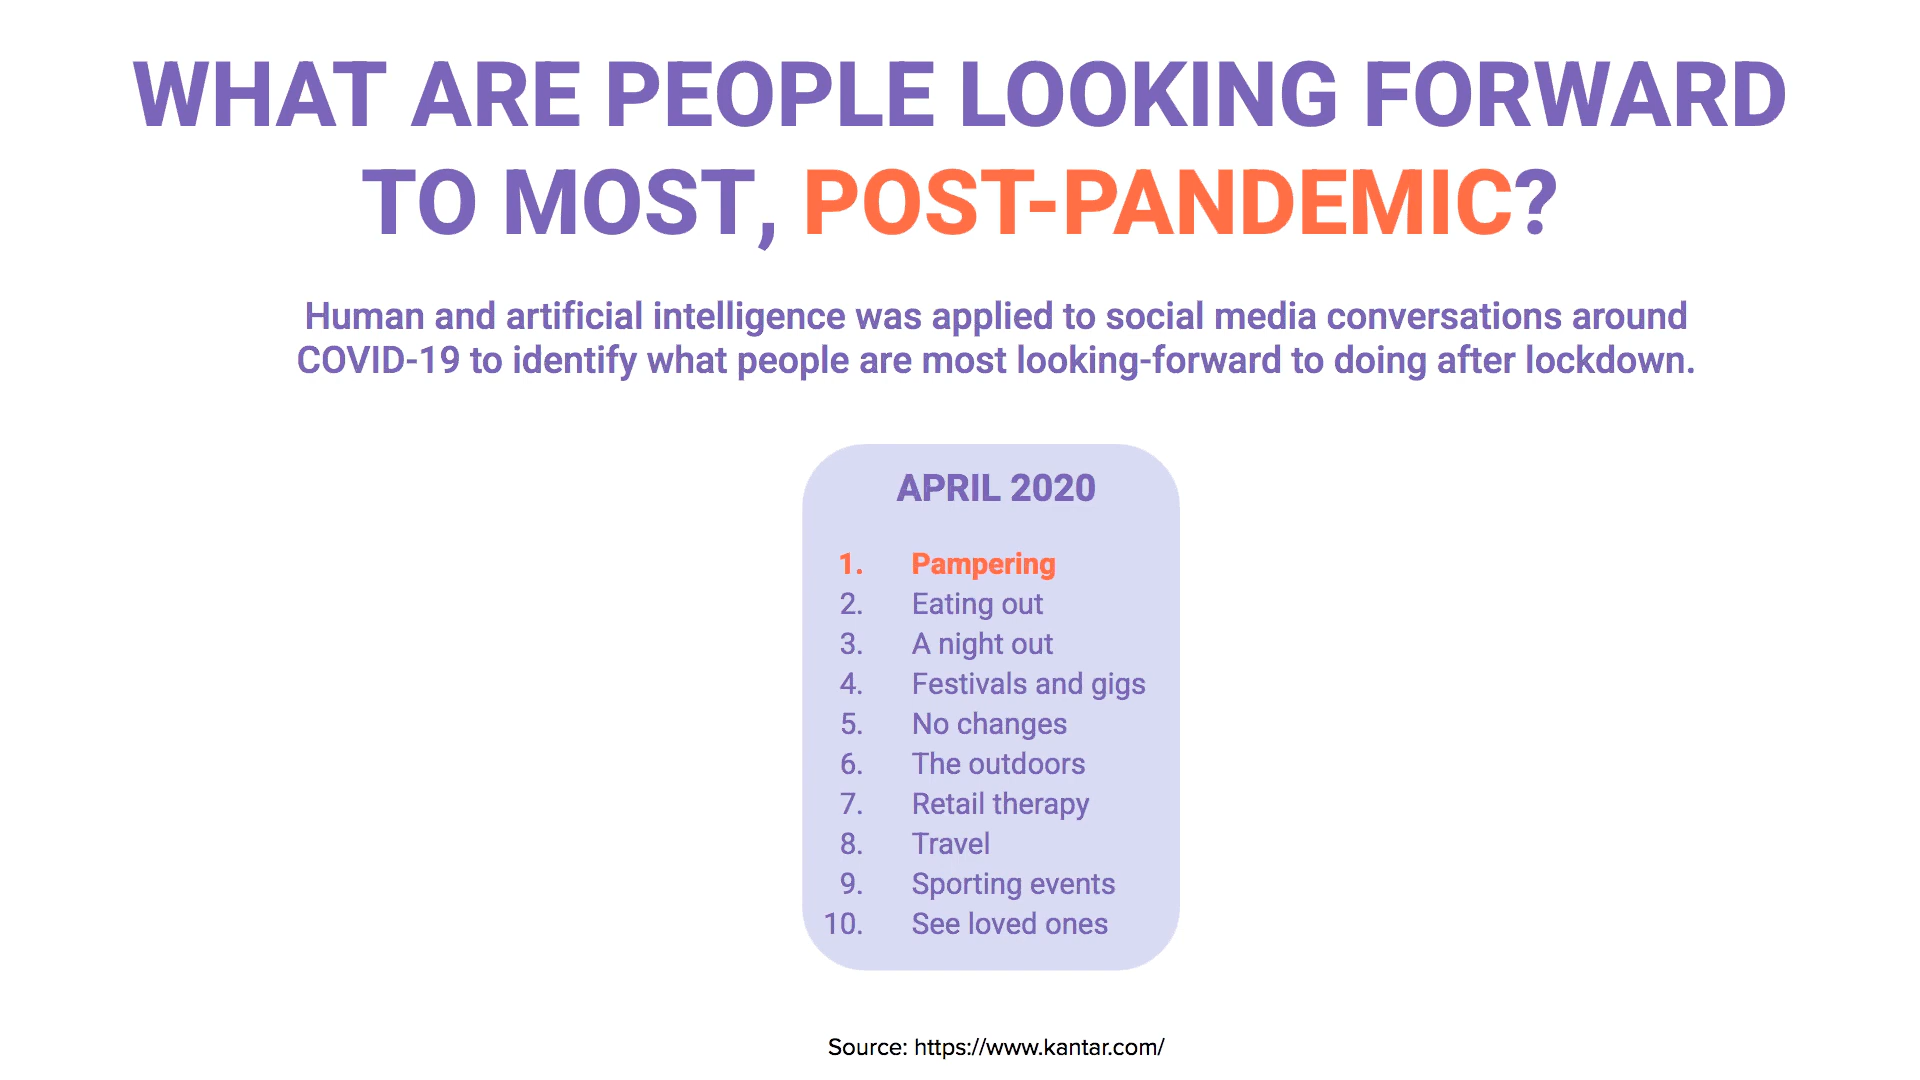 WHAT ARE PEOPLE LOOKING FORWARD
TO MOST, POST-PANDEMIC?
Human and artificial intelligence was applied to social media conversations around
COVID-19 to identify what people are most looking-forward to doing after lockdown.
APRIL 2020
1. Pampering
2. Eating out
3. A night out
4. Festivals and gigs
5. No changes
6. The outdoors
7. Retail therapy
8. Travel
9. Sporting events
10. See loved ones
Source: https://www.kantar.com/